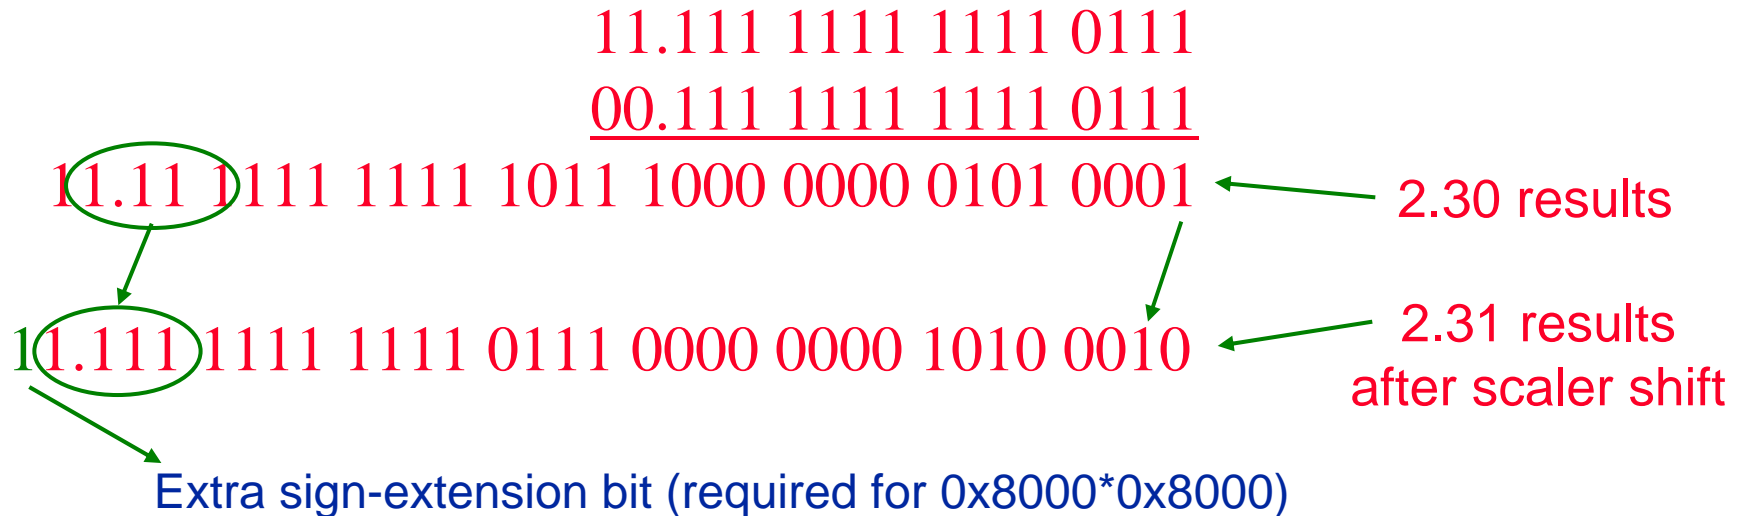 11.111 1111 1111 0111
00.111 1111 1111 0111
11.11 1111 1111 1011 1000 0000 0101 0001
2.30 results
11.111 1111 1111 0111 0000 0000 1010 0010
2.31 results
after scaler shift
Extra sign-extension bit (required for 0x8000*0x8000)